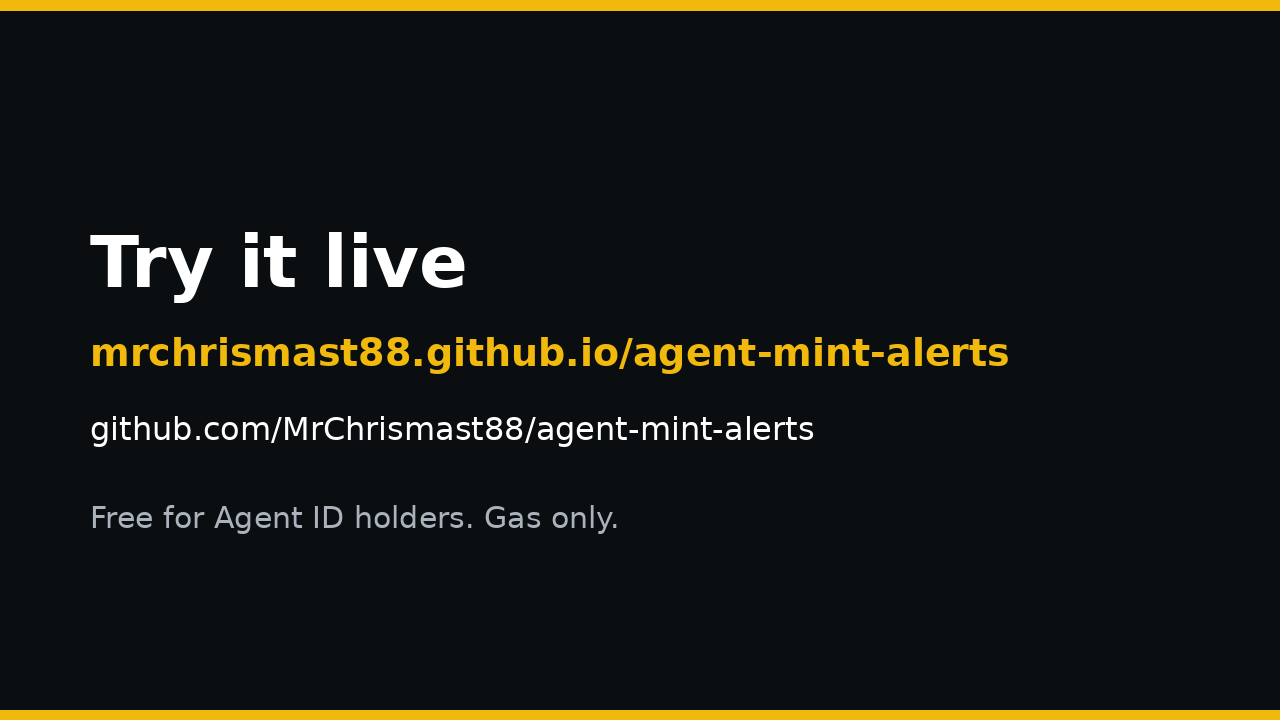 Try it live
mrchrismast88.github.io/agent-mint-alerts
github.com/MrChrismast88/agent-mint-alerts
Free for Agent ID holders. Gas only.